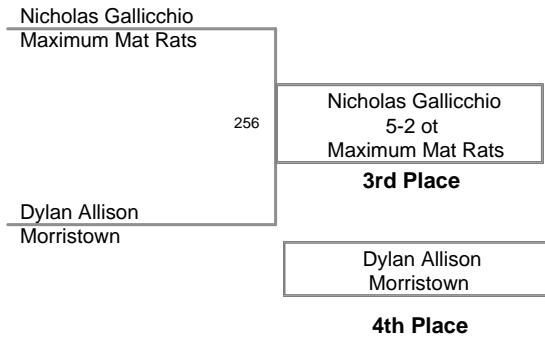 Nicholas Gallicchio
Maximum Mat Rats
256
Nicholas Gallicchio
5-2 ot
Maximum Mat Rats
3rd Place
Dylan Allison
Morristown
Dylan Allison
Morristown
4th Place